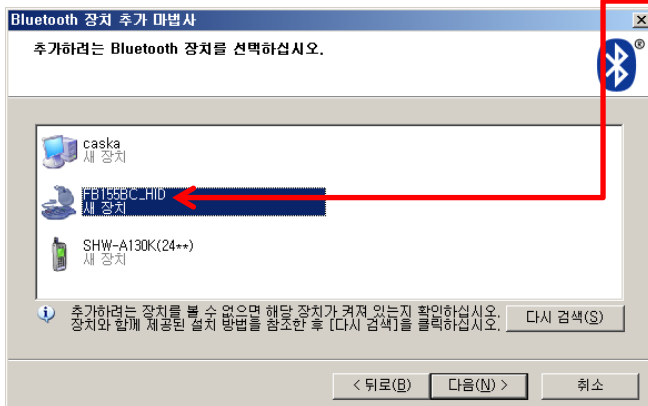 Bluetooth 장치 추가 마법사
추가하려는 Bluetooth 장치를 선택하십시오.
®
caska
새 장치
FB155BC_HID
새 장치
SHW-A130K(24**)
새 장치
추가하려는 장치를 볼 수 없으면 해당 장치가 켜져 있는지 확인하십시오.
장치와 함께 제공된 설치 방법을 참조한 후 [다시 검색]을 클릭하십시오.
다시 검색(S)
< 뒤로(B)
다음(N) >
취소